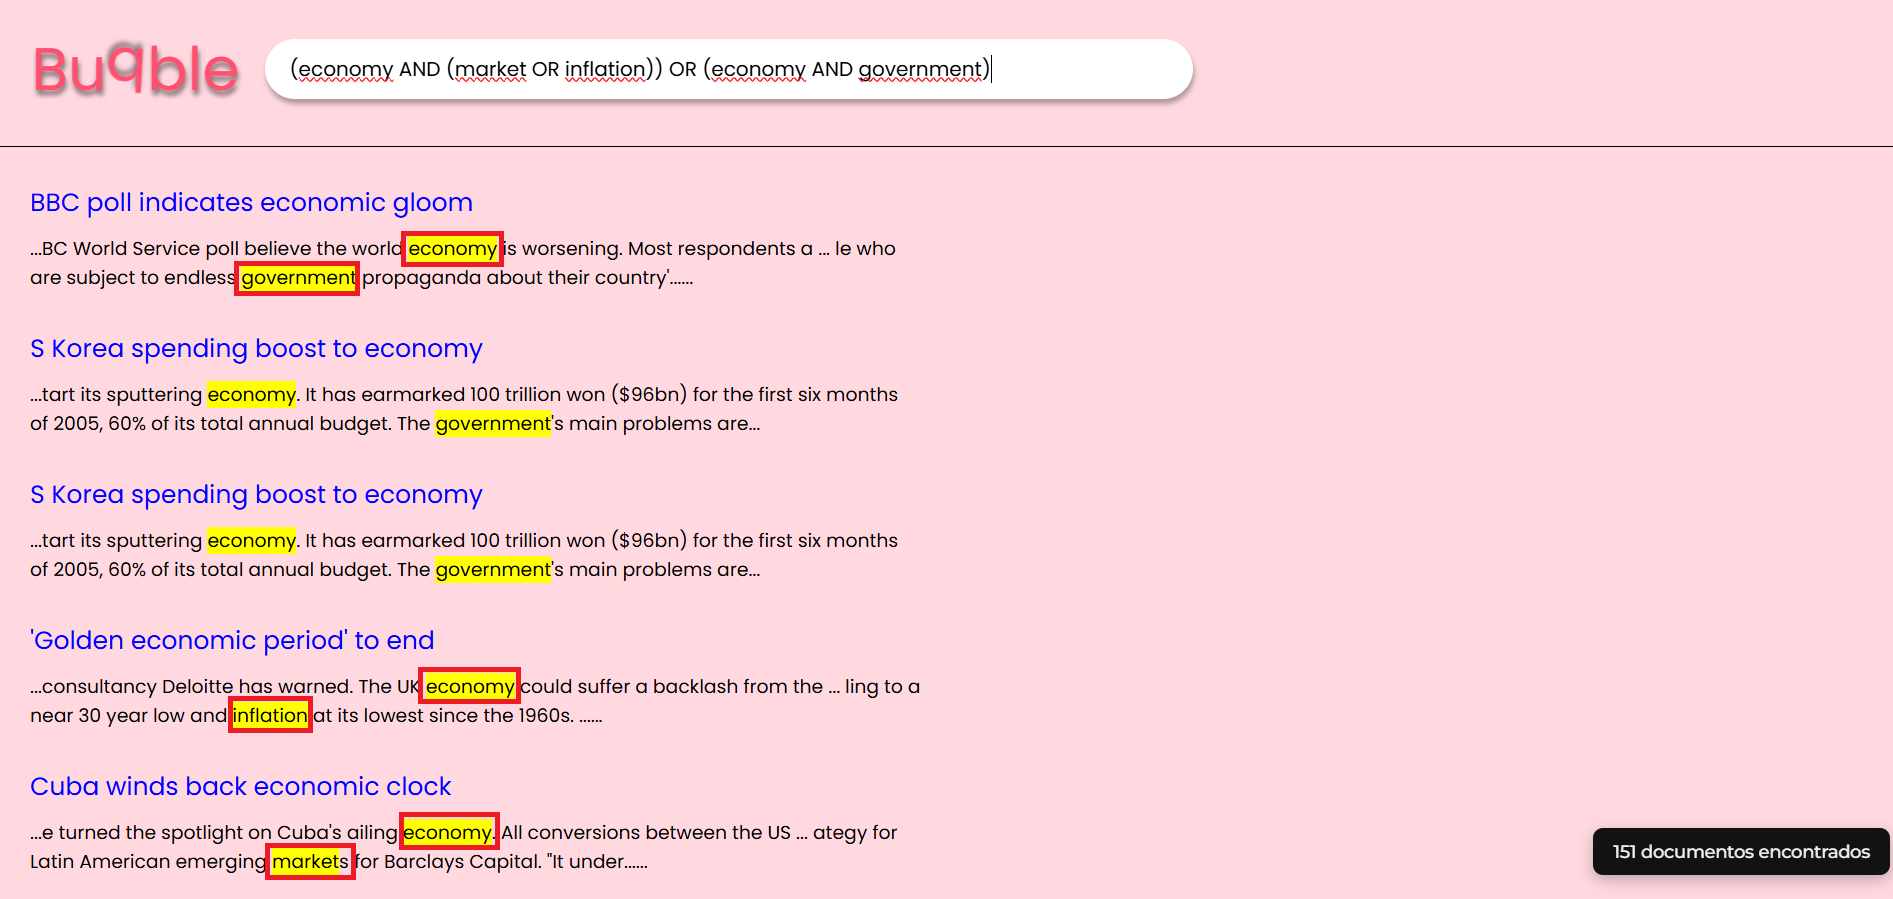 Buqble
(economy AND (market OR inflation)) OR (economy AND government)
BBC poll indicates economic gloom
...BC World Service poll believe the world economy is worsening. Most respondents a ... le who
are subject to endless government propaganda about their country'......
S Korea spending boost to economy
...tart its sputtering economy. It has earmarked 100 trillion won ($96bn) for the first six months
of 2005, 60% of its total annual budget. The government's main problems are...
S Korea spending boost to economy
...tart its sputtering economy. It has earmarked 100 trillion won ($96bn) for the first six months
of 2005, 60% of its total annual budget. The government's main problems are...
'Golden economic period' to end
...consultancy Deloitte has warned. The UK economy could suffer a backlash from the ... ling to a
near 30 year low and inflation at its lowest since the 1960s. ......
Cuba winds back economic clock
...e turned the spotlight on Cuba's ailing economy. All conversions between the US ... ategy for
Latin American emerging markets for Barclays Capital. "It under......
151 documentos encontrados